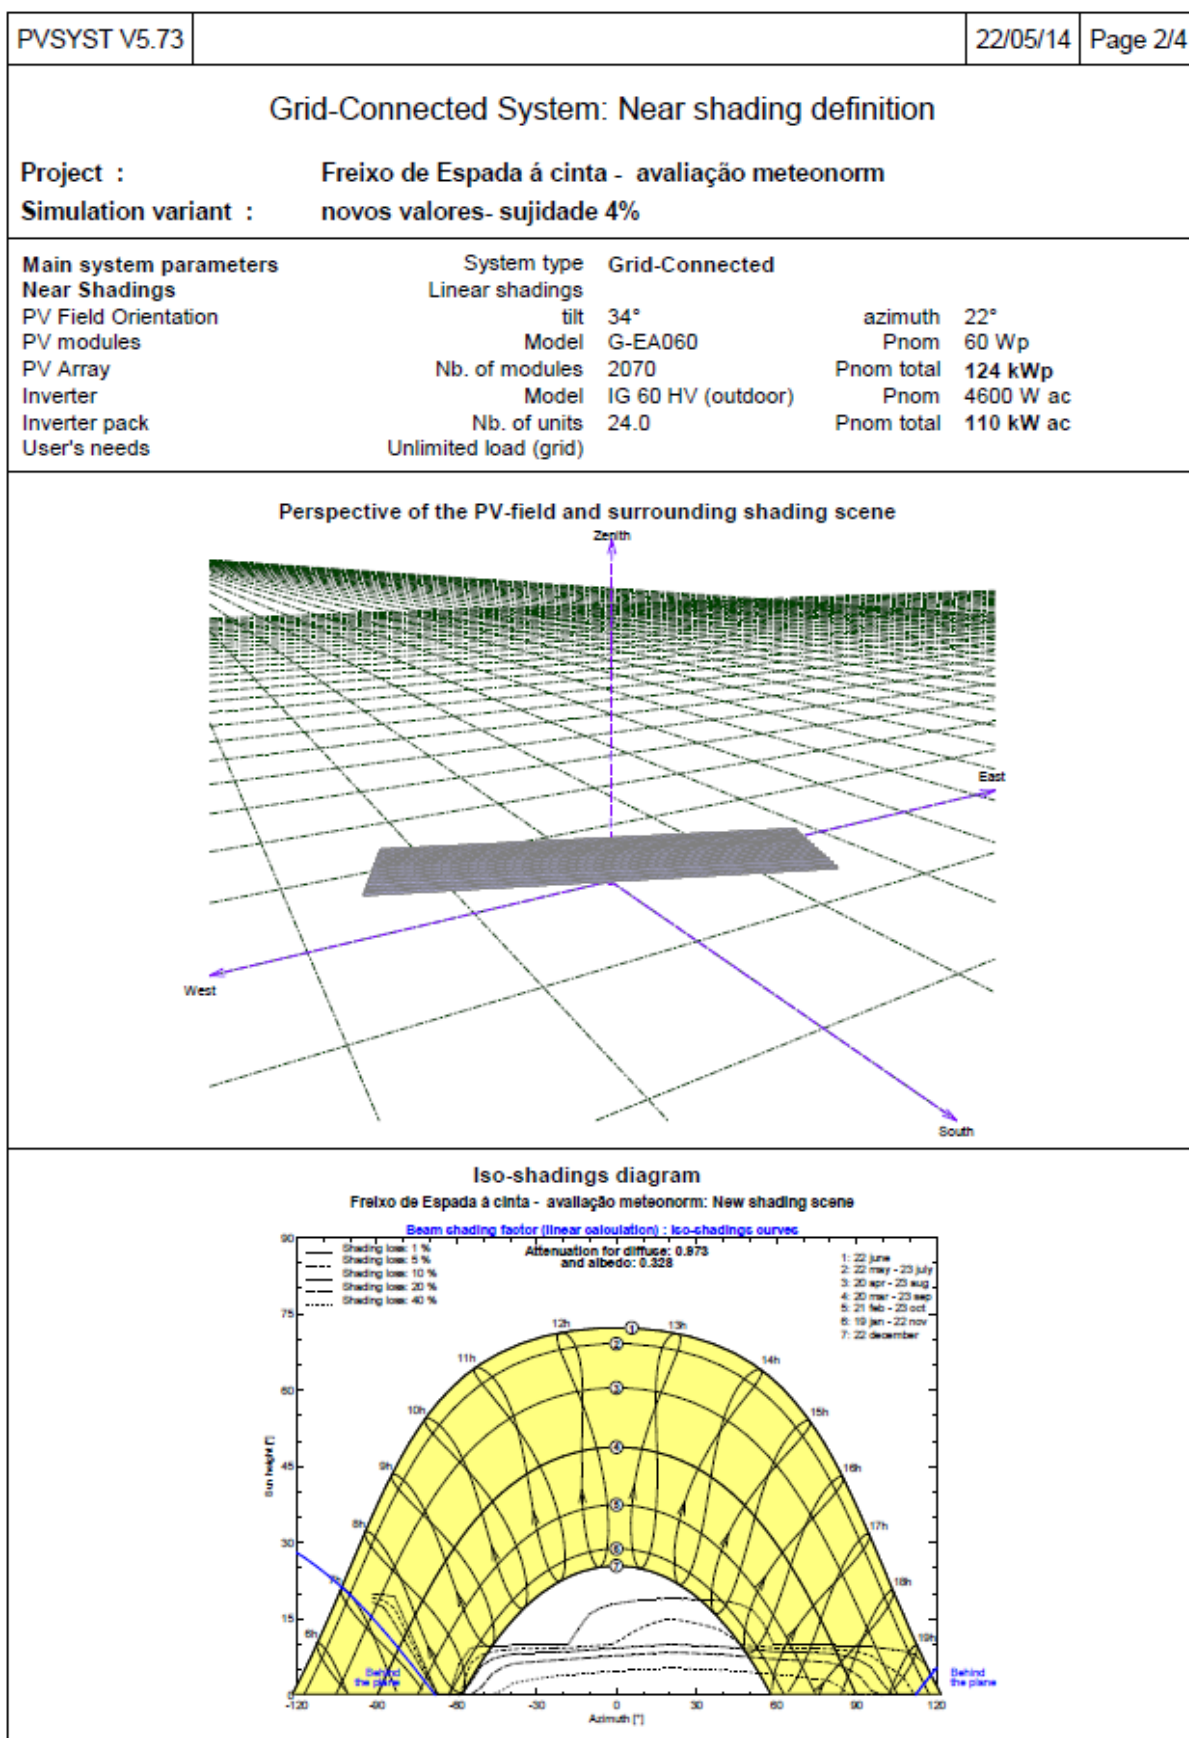 PVSYST V5.73 22/05/14 Page 2/4
Grid-Connected System: Near shading definition
Project : Freixo de Espada á cinta - avaliação meteonorm
Simulation variant : novos valores- sujidade 4%
Main system parameters System type Grid-Connected
Near Shadings Linear shadings
PV Field Orientation tilt 34° azimuth 22°
PV modules Model G-EA060 Pnom 60 Wp
PV Array Nb. of modules 2070 Pnom total 124 kWp
Inverter Model IG 60 HV (outdoor) Pnom 4600 W ac
Inverter pack Nb. of units 24.0 Pnom total 110 kW ac
User's needs Unlimited load (grid)
Perspective of the PV-field and surrounding shading scene
Zenith
East
West
South
Iso-shadings diagram
Freixo de Espada à cinta - avaliação meteonorm: New shading scene
Beam shading factor (linear calculation) : Iso-shadings curves
Shading loss: 1 %
Shading loss: 5 %
Shading loss: 10 %
Shading loss: 20 %
Shading loss: 40 %
Attenuation for diffuse: 0.973
and albedo: 0.328
1: 22 june
2: 22 may - 23 july
3: 20 apr - 23 aug
4: 20 mar - 23 sep
5: 21 feb - 23 oct
6: 19 jan - 22 nov
7: 22 december
90
75
60
45
30
15
0
Sun height [°]
6h
7h
8h
9h
10h
11h
12h
13h
14h
15h
16h
17h
18h
19h
1
2
3
4
5
6
7
Behind
the plane
Behind
the plane
-120 -90 -60 -30 0 30 60 90 120
Azimuth [°]